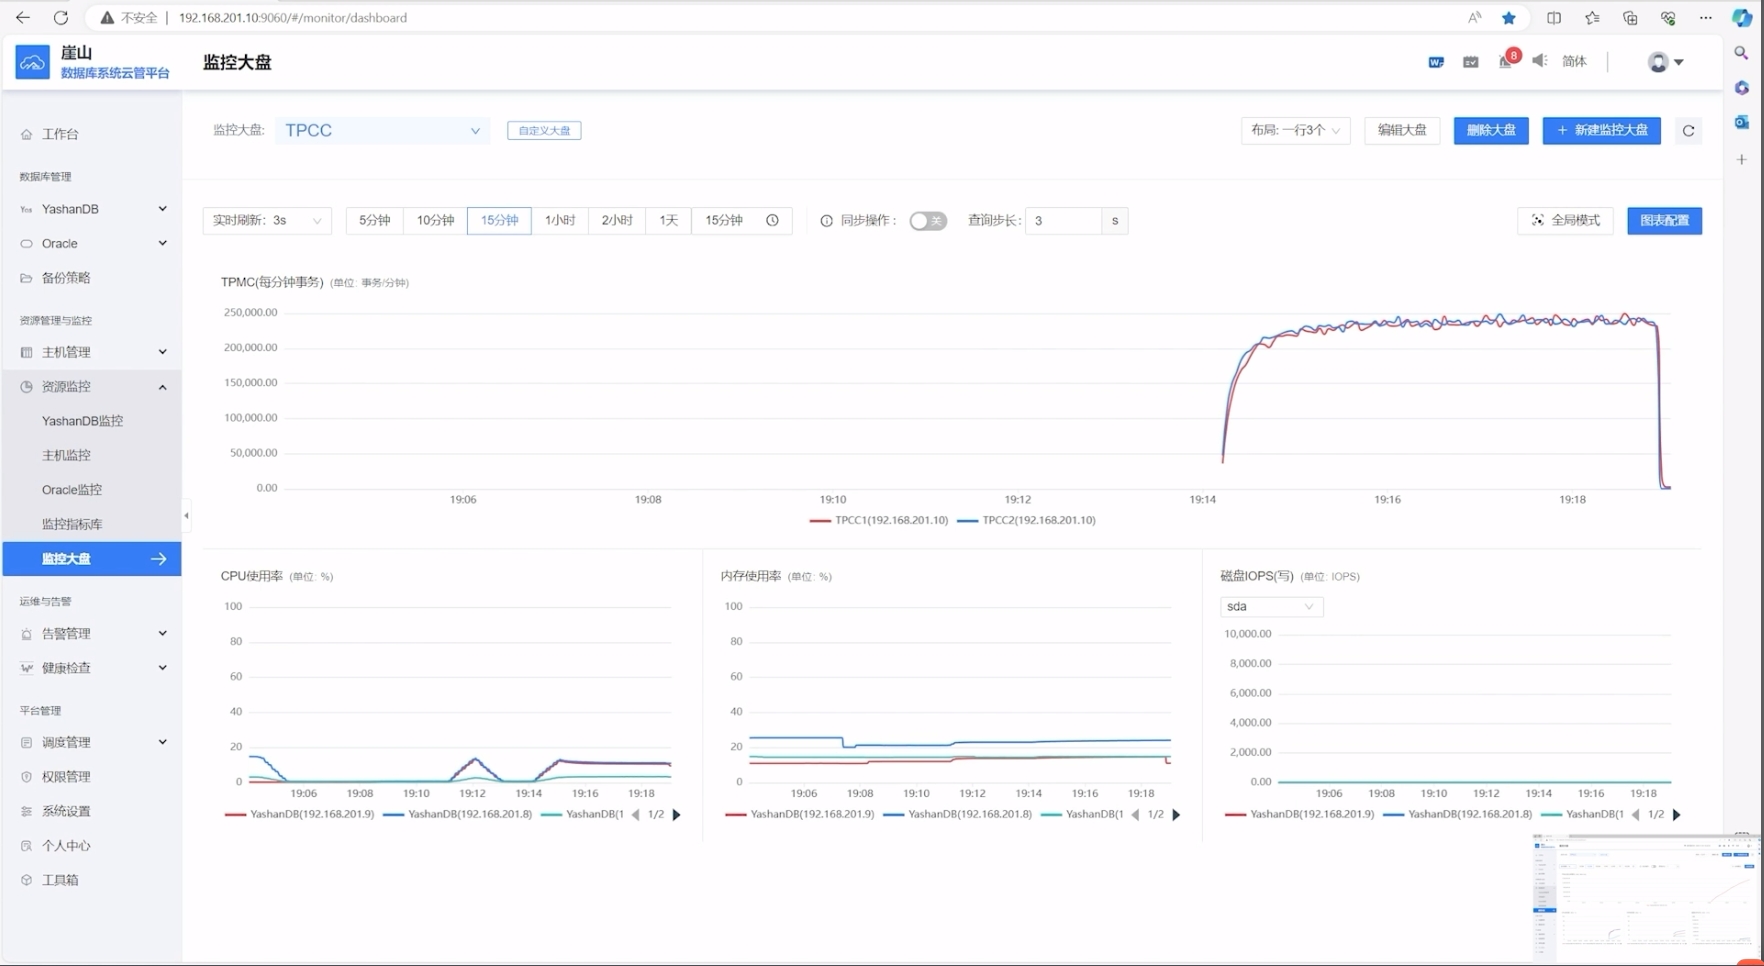 不安全 | 192.168.201.10:9060/#/monitor/dashboard
崖山
数据库系统云管平台
监控大盘
8
简体
工作台
数据库管理
YashanDB
Oracle
备份策略
资源管理与监控
主机管理
资源监控
YashanDB监控
主机监控
Oracle监控
监控指标库
监控大盘
运维与告警
告警管理
健康检查
平台管理
调度管理
权限管理
系统设置
个人中心
工具箱
监控大盘: TPCC 自定义大盘 布局: 一行3个 编辑大盘 删除大盘 + 新建监控大盘
实时刷新: 3s 5分钟 10分钟 15分钟 1小时 2小时 1天 15分钟 同步操作: 关 查询步长: 3 s 全局模式 图表配置
TPMC(每分钟事务) (单位: 事务/分钟)
250,000.00
200,000.00
150,000.00
100,000.00
50,000.00
0.00
19:06 19:08 19:10 19:12 19:14 19:16 19:18
TPCC1(192.168.201.10) TPCC2(192.168.201.10)
CPU使用率 (单位: %)
100
80
60
40
20
0
19:06 19:08 19:10 19:12 19:14 19:16 19:18
YashanDB(192.168.201.9) YashanDB(192.168.201.8) YashanDB(1 1/2
内存使用率 (单位: %)
100
80
60
40
20
0
19:06 19:08 19:10 19:12 19:14 19:16 19:18
YashanDB(192.168.201.9) YashanDB(192.168.201.8) YashanDB(1 1/2
磁盘IOPS(写) (单位: IOPS)
sda
10,000.00
8,000.00
6,000.00
4,000.00
2,000.00
0.00
19:06 19:08 19:10 19:12 19:14 19:16 19:18
YashanDB(192.168.201.9) YashanDB(192.168.201.8) YashanDB(1 1/2